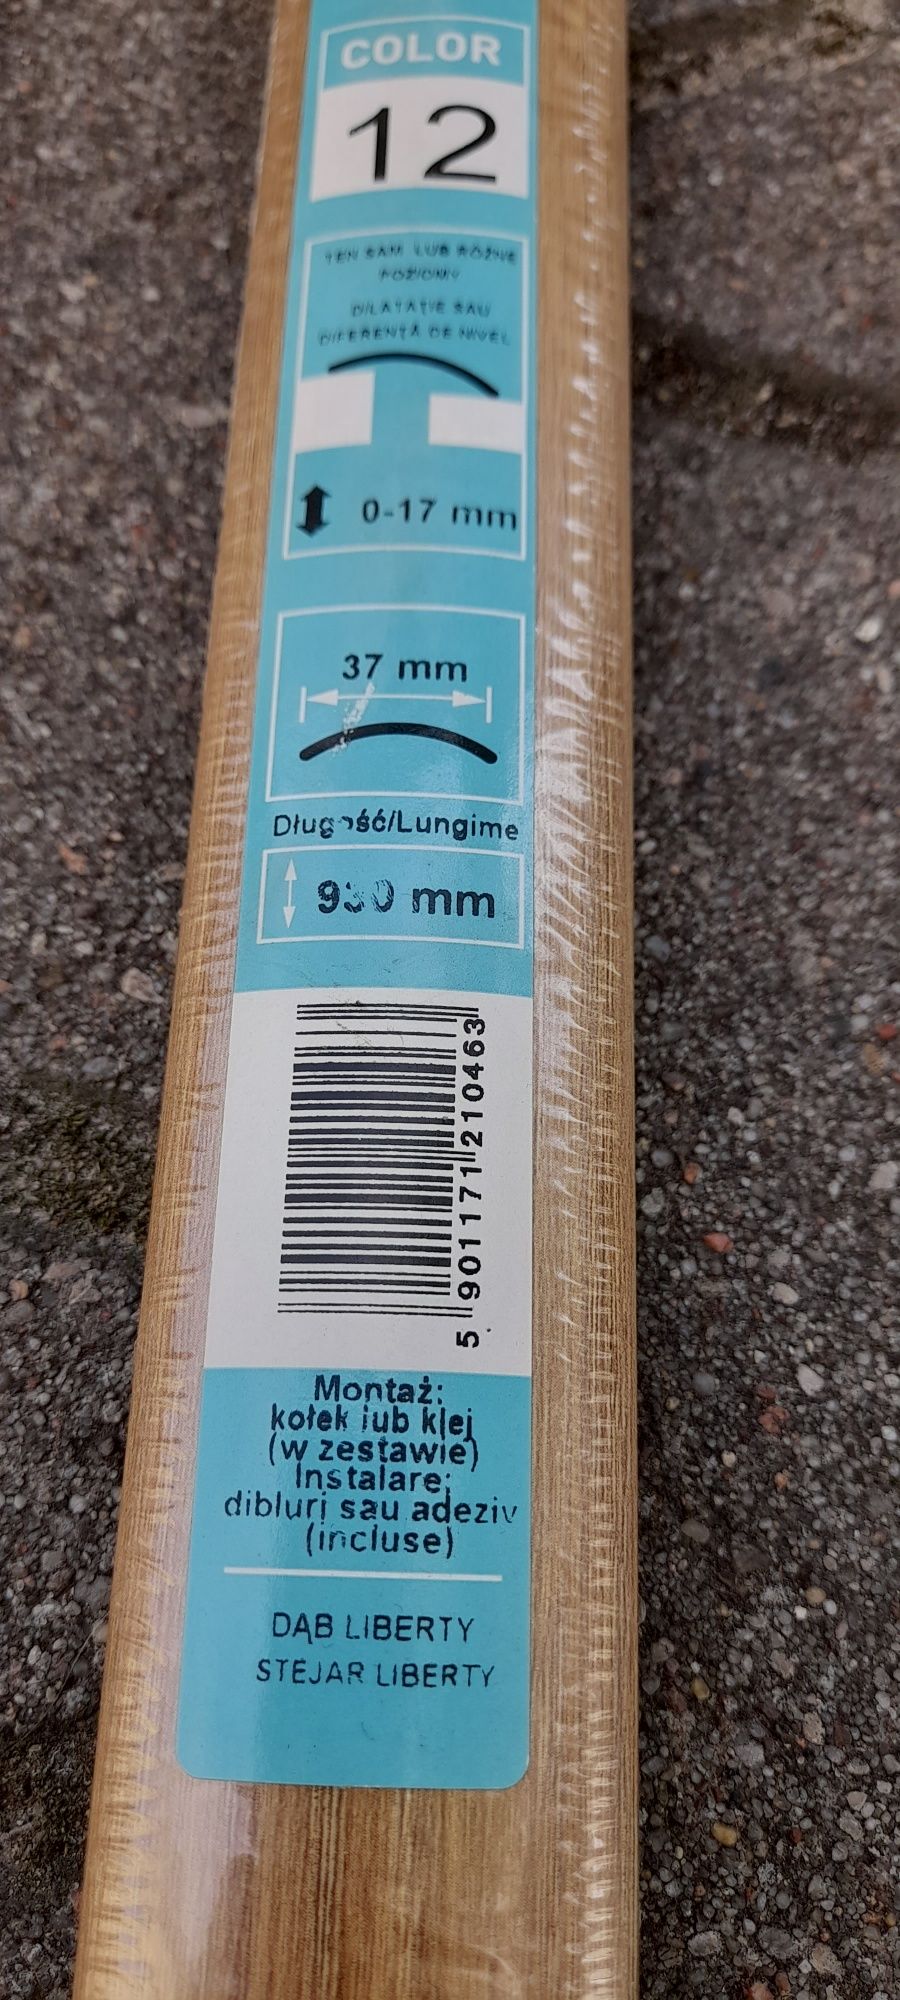 COLOR
12
TEN SAM LUB RÓŻNE
POZIOMY
DILATAȚIE SAU
DIFERENȚĂ DE NIVEL
0-17 mm
37 mm
Długość/Lungime
930 mm
5 901171 210463
Montaż:
kołek lub klej
(w zestawie)
Instalare:
dibluri sau adeziv
(incluse)
DĄB LIBERTY
STEJAR LIBERTY